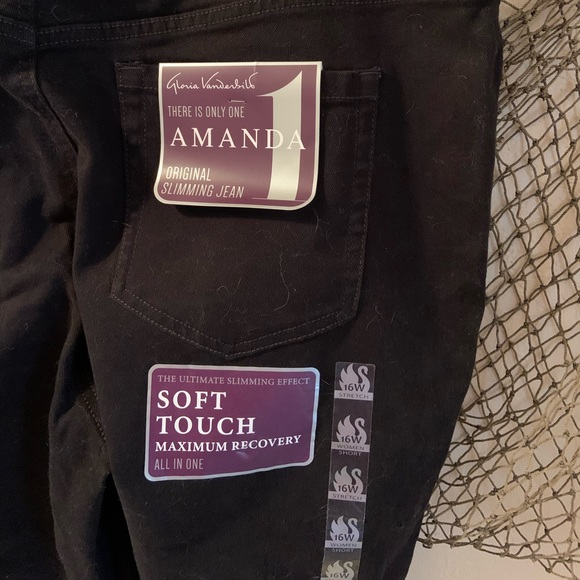 Gloria Vanderbilt
THERE IS ONLY ONE
1
AMANDA
ORIGINAL
SLIMMING JEAN
THE ULTIMATE SLIMMING EFFECT
SOFT
TOUCH
MAXIMUM RECOVERY
ALL IN ONE
16W
STRETCH
16W
WOMEN
SHORT
16W
STRETCH
16W
WOMEN
SHORT
16W